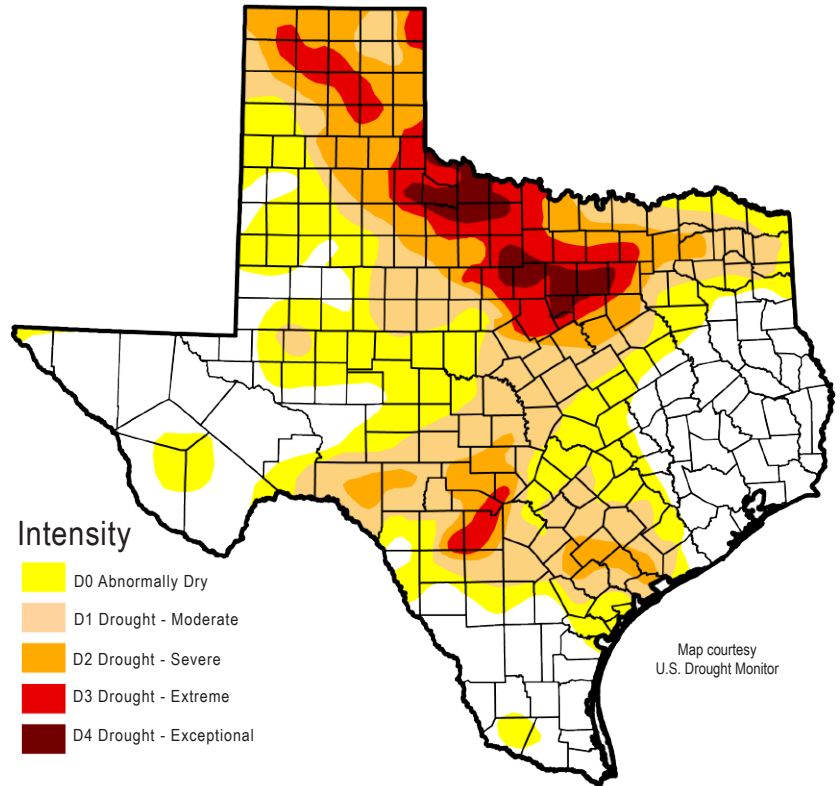 Intensity
D0 Abnormally Dry
D1 Drought - Moderate
D2 Drought - Severe
D3 Drought - Extreme
D4 Drought - Exceptional
Map courtesy
U.S. Drought Monitor